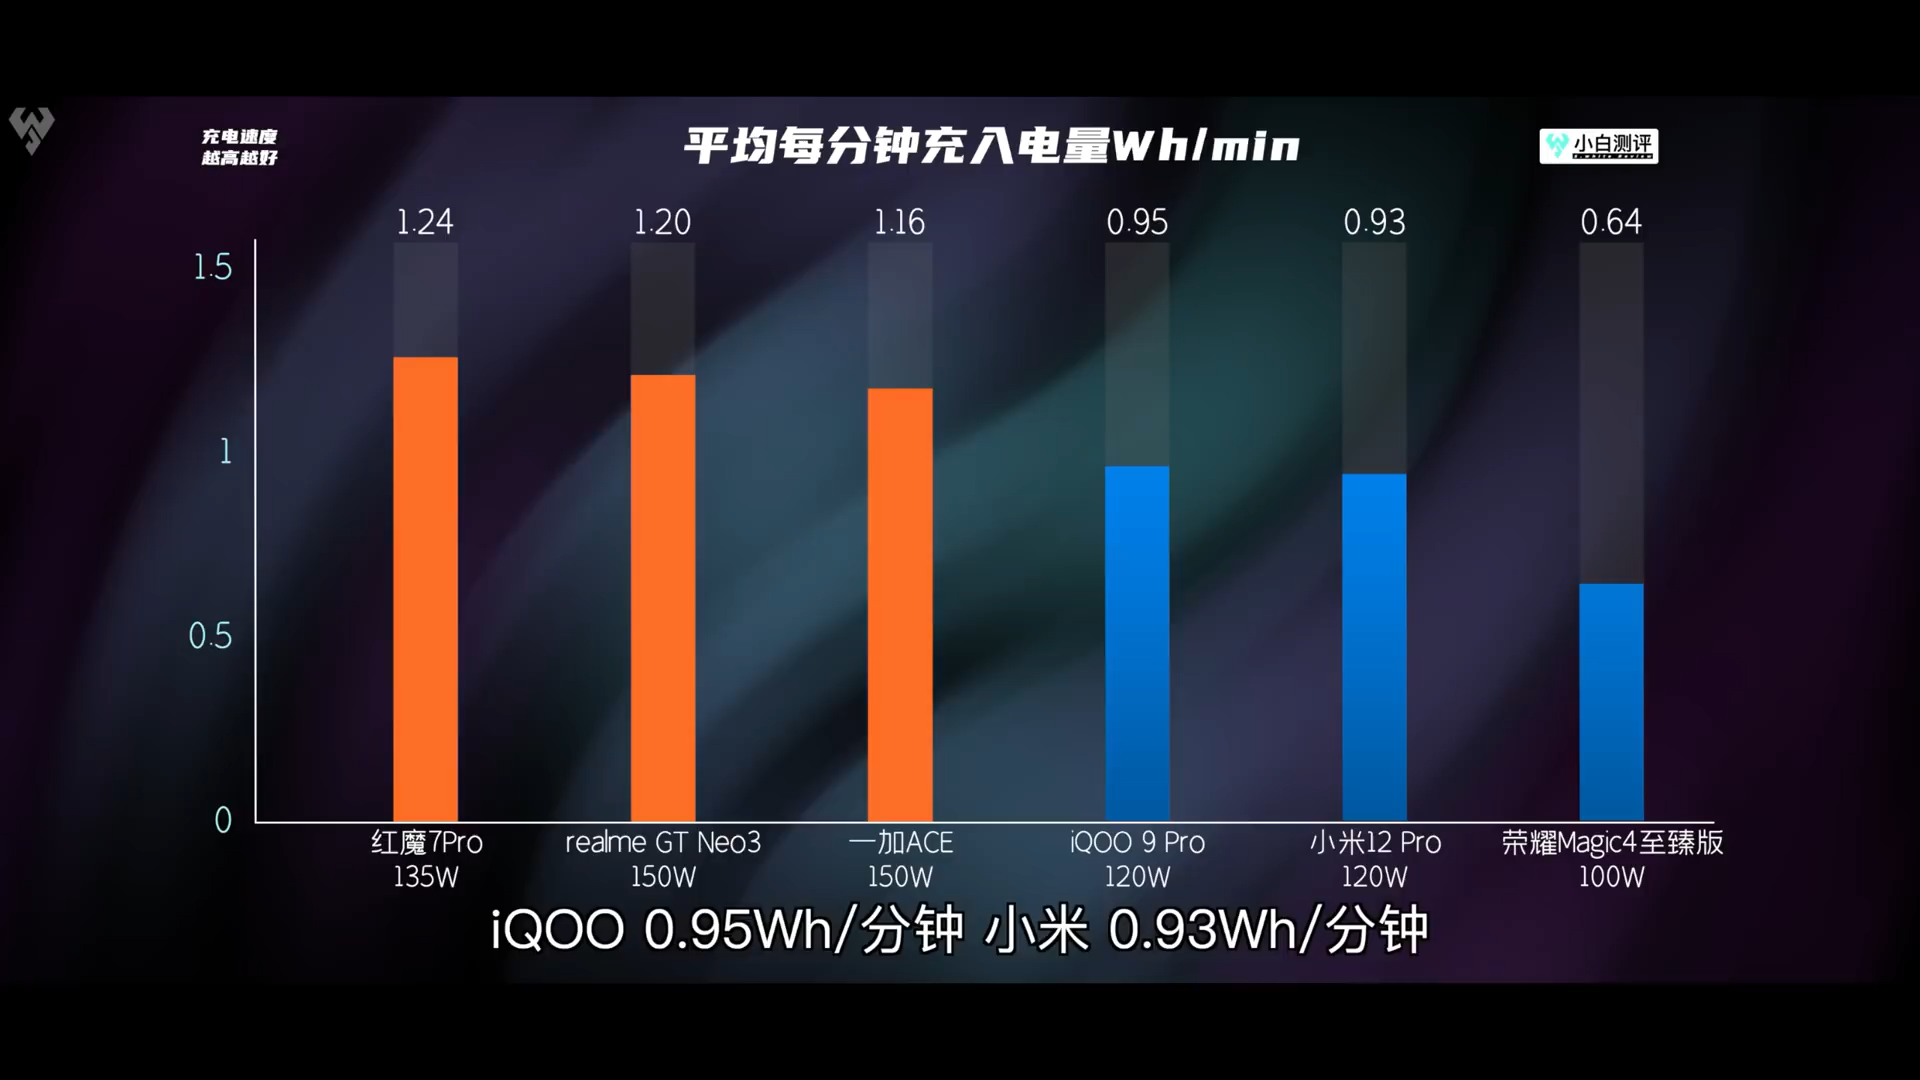 充电速度
越高越好
平均每分钟充入电量Wh/min
小白测评
1.24
1.20
1.16
0.95
0.93
0.64
1.5
1
0.5
0
红魔7Pro
135W
realme GT Neo3
150W
一加ACE
150W
iQOO 9 Pro
120W
小米12 Pro
120W
荣耀Magic4至臻版
100W
iQOO 0.95Wh/分钟 小米 0.93Wh/分钟